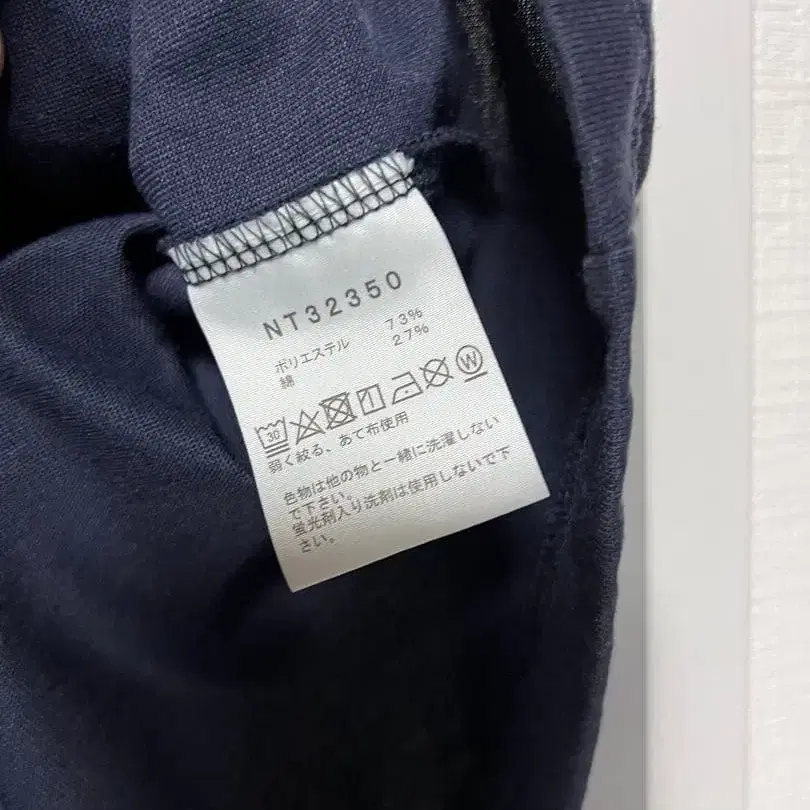 NT32350
ポリエステル 73%
綿 27%
30 W
弱く絞る、あて布使用
色物は他の物と一緒に洗濯しない
で下さい。
蛍光剤入り洗剤は使用しないで下
さい。